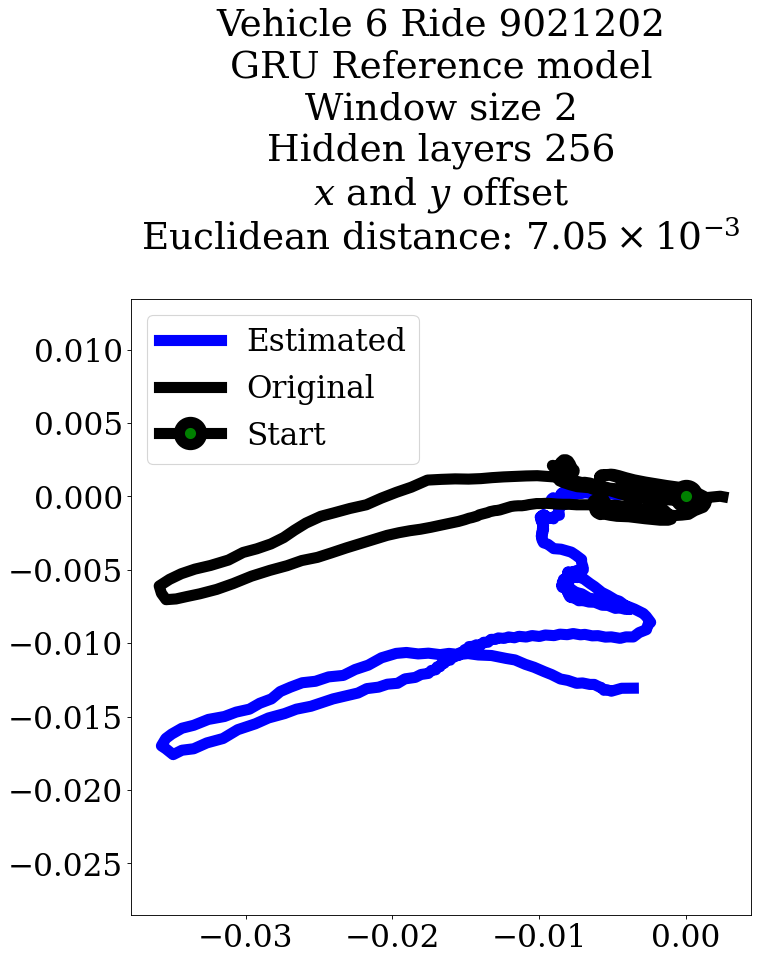 Vehicle 6 Ride 9021202
GRU Reference model
Window size 2
Hidden layers 256
x and y offset
Euclidean distance: 7.05 × 10⁻³
Estimated
Original
Start
0.010
0.005
0.000
−0.005
−0.010
−0.015
−0.020
−0.025
−0.03 −0.02 −0.01 0.00